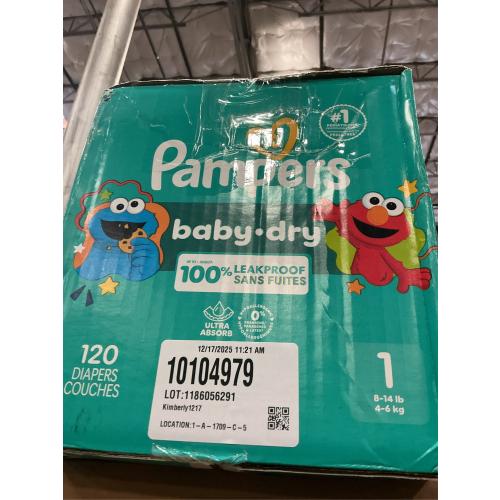 #1
Pampers
baby·dry
100% LEAKPROOF
SANS FUITES
ULTRA
ABSORB
0%
120
DIAPERS
COUCHES
12/17/2025 11:21 AM
10104979
LOT:1186056291
Kimberly1217
LOCATION:1-A-1709-C-5
1
8-14 lb
4-6 kg